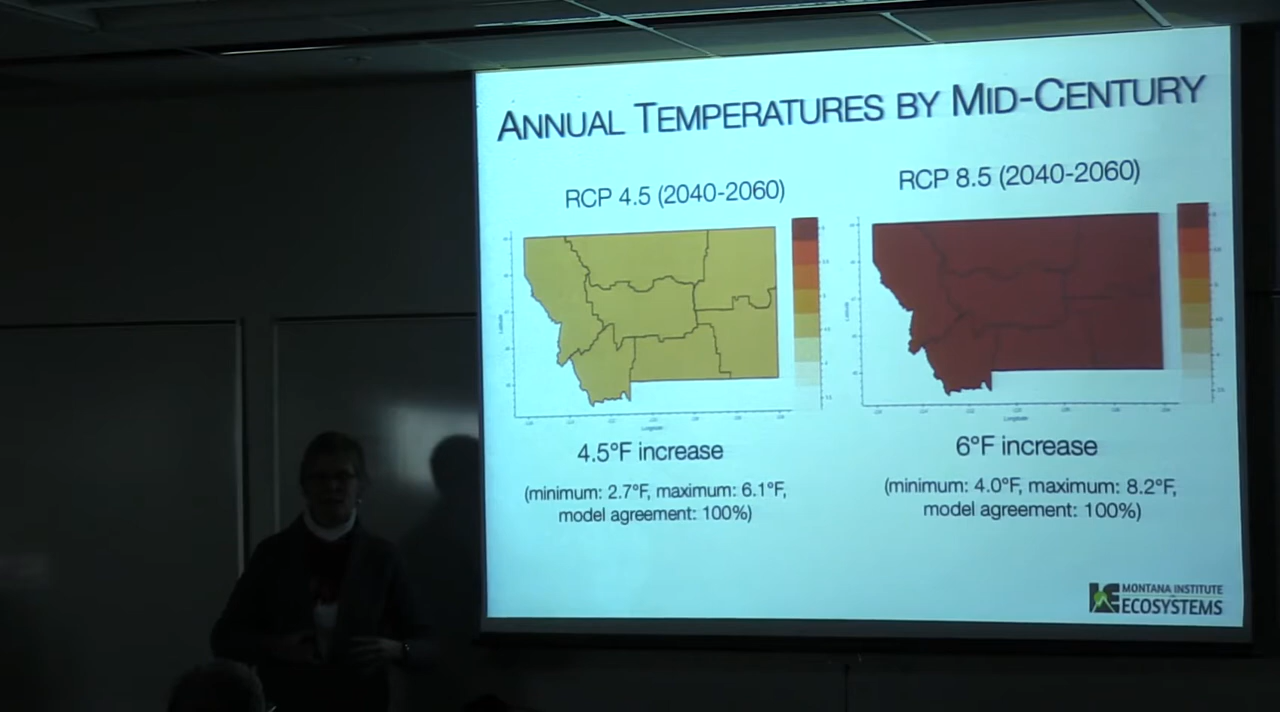 ANNUAL TEMPERATURES BY MID-CENTURY
RCP 4.5 (2040-2060)
RCP 8.5 (2040-2060)
Longitude
Longitude
4.5°F increase
6°F increase
(minimum: 2.7°F, maximum: 6.1°F,
model agreement: 100%)
(minimum: 4.0°F, maximum: 8.2°F,
model agreement: 100%)
MONTANA INSTITUTE
ECOSYSTEMS